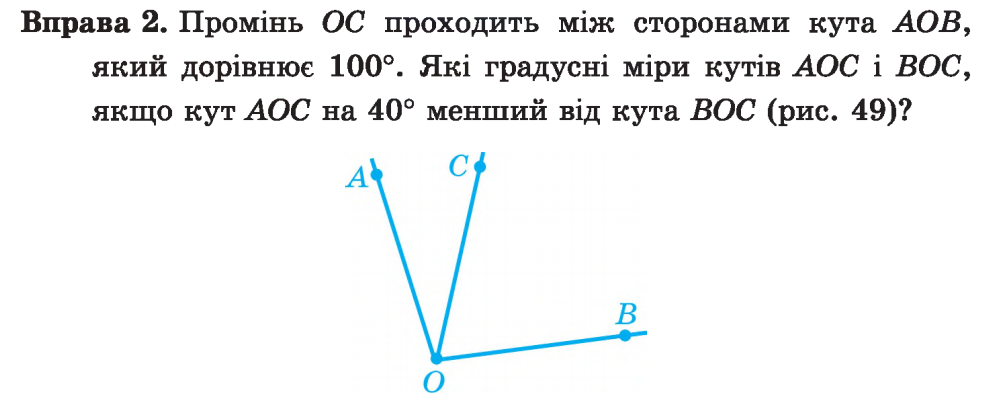 Вправа 2. Промінь OC проходить між сторонами кута AOB,
який дорівнює 100°. Які градусні міри кутів AOC і BOC,
якщо кут AOC на 40° менший від кута BOC (рис. 49)?
A
C
B
O